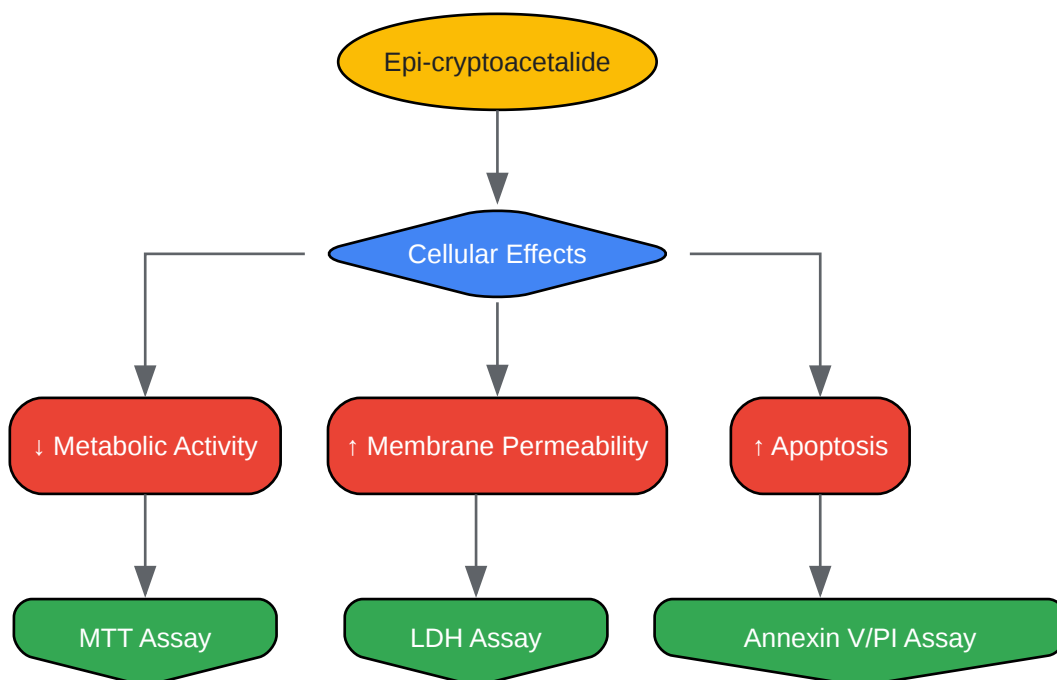 Epi-cryptoacetalide
Cellular Effects
↓ Metabolic Activity
↑ Membrane Permeability
↑ Apoptosis
MTT Assay
LDH Assay
Annexin V/PI Assay